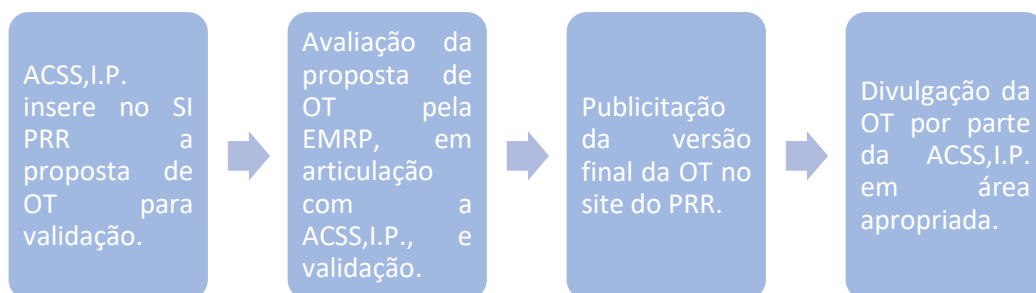 ACSS,I.P.
insere no SI
PRR a
proposta de
OT para
validação.
Avaliação da
proposta de
OT pela
EMRP, em
articulação
com a
ACSS,I.P., e
validação.
Publicitação
da versão
final da OT no
site do PRR.
Divulgação da
OT por parte
da ACSS,I.P.
em área
apropriada.